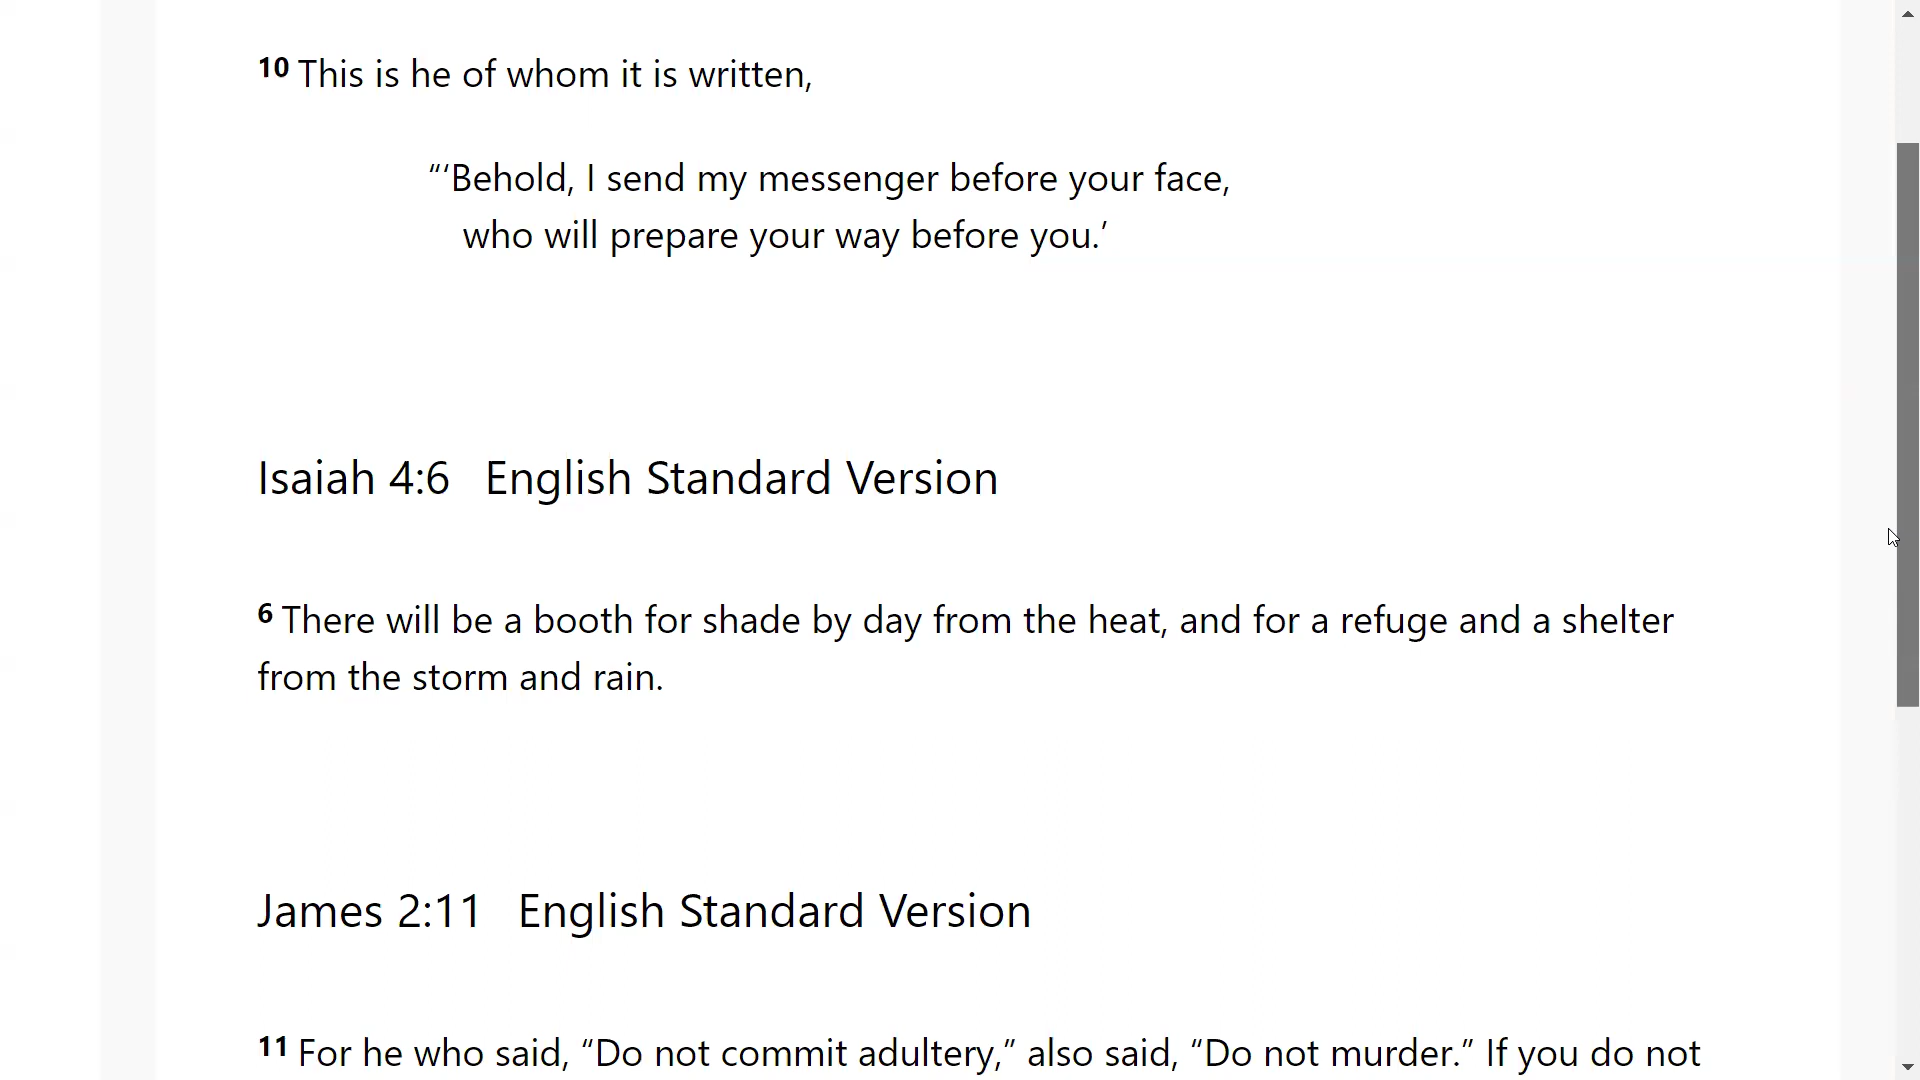 10 This is he of whom it is written,
“‘Behold, I send my messenger before your face,
who will prepare your way before you.’
Isaiah 4:6 English Standard Version
6 There will be a booth for shade by day from the heat, and for a refuge and a shelter
from the storm and rain.
James 2:11 English Standard Version
11 For he who said, “Do not commit adultery,” also said, “Do not murder.” If you do not